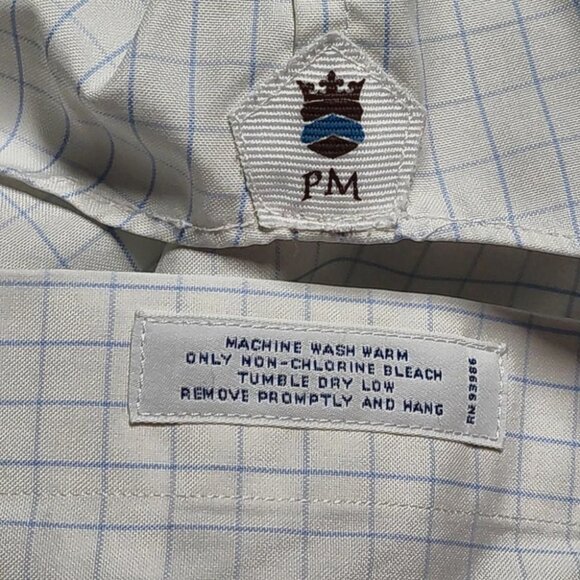 PM
MACHINE WASH WARM
ONLY NON-CHLORINE BLEACH
TUMBLE DRY LOW
REMOVE PROMPTLY AND HANG
RN 93986